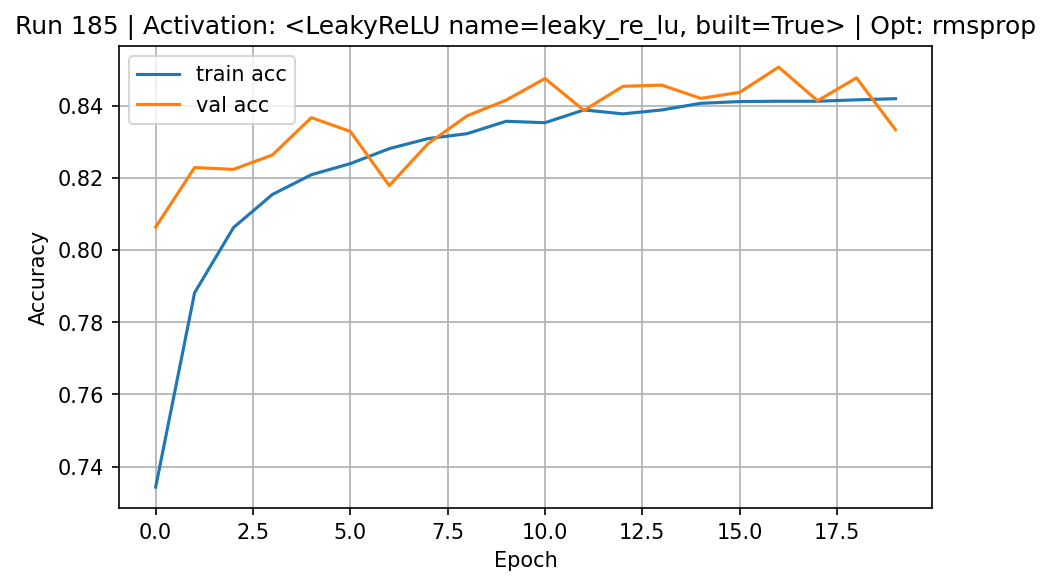 Run 185 | Activation: <LeakyReLU name=leaky_re_lu, built=True> | Opt: rmsprop
train acc
val acc
0.84
0.82
0.80
0.78
0.76
0.74
Accuracy
0.0 2.5 5.0 7.5 10.0 12.5 15.0 17.5
Epoch